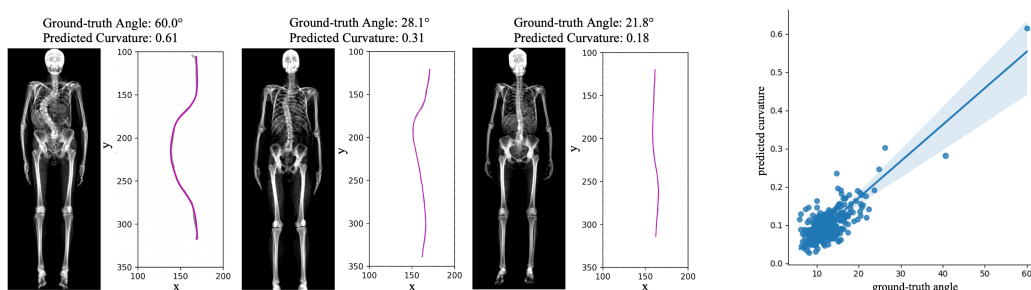 Ground-truth Angle: 60.0°
Predicted Curvature: 0.61
100
150
200
250
300
350
y
100
150
200
x
Ground-truth Angle: 28.1°
Predicted Curvature: 0.31
100
150
200
250
300
350
y
100
150
200
x
Ground-truth Angle: 21.8°
Predicted Curvature: 0.18
100
150
200
250
300
350
y
100
150
200
x
0.6
0.5
0.4
0.3
0.2
0.1
0.0
predicted curvature
10
20
30
40
50
60
ground-truth angle